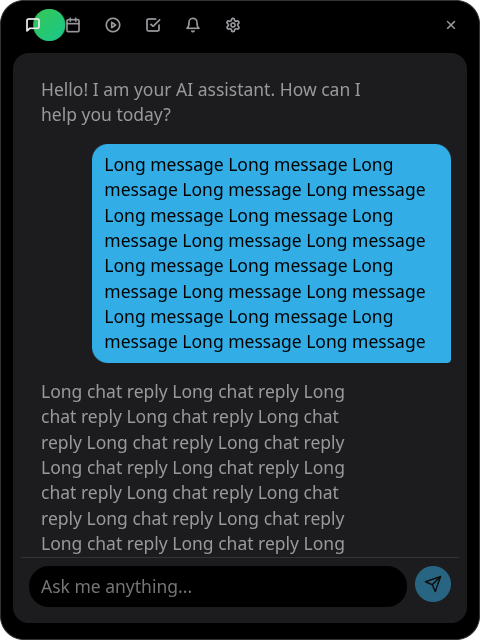 Hello! I am your AI assistant. How can I
help you today?
Long message Long message Long
message Long message Long message
Long message Long message Long
message Long message Long message
Long message Long message Long
message Long message Long message
Long message Long message Long
message Long message Long message
Long chat reply Long chat reply Long
chat reply Long chat reply Long chat
reply Long chat reply Long chat reply
Long chat reply Long chat reply Long
chat reply Long chat reply Long chat
reply Long chat reply Long chat reply
Long chat reply Long chat reply Long
Ask me anything...